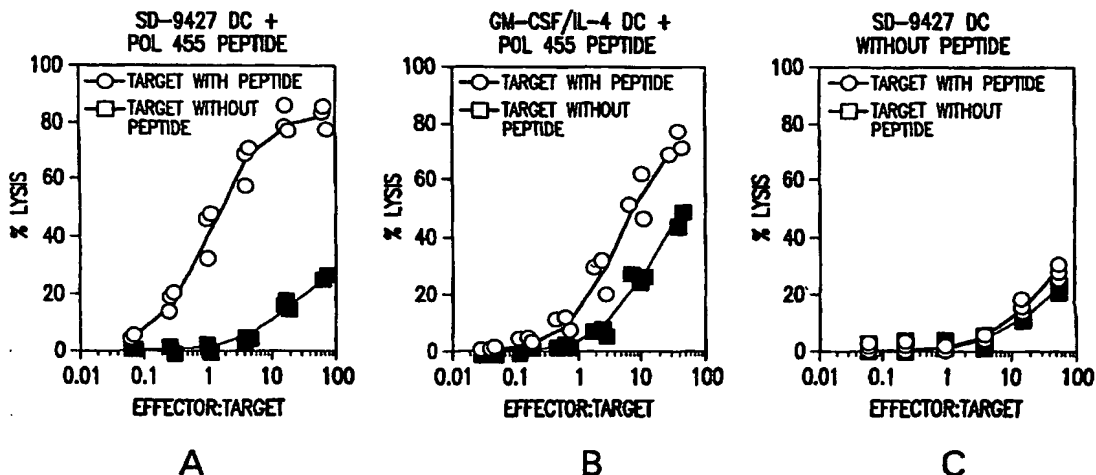 SD-9427 DC +
POL 455 PEPTIDE
100
80
60
40
20
0
% LYSIS
TARGET WITH PEPTIDE
TARGET WITHOUT
PEPTIDE
0.01 0.1 1 10 100
EFFECTOR:TARGET
A
GM-CSF/IL-4 DC +
POL 455 PEPTIDE
100
80
60
40
20
0
% LYSIS
TARGET WITH PEPTIDE
TARGET WITHOUT
PEPTIDE
0.01 0.1 1 10 100
EFFECTOR:TARGET
B
SD-9427 DC
WITHOUT PEPTIDE
100
80
60
40
20
0
% LYSIS
TARGET WITH PEPTIDE
TARGET WITHOUT
PEPTIDE
0.01 0.1 1 10 100
EFFECTOR:TARGET
C